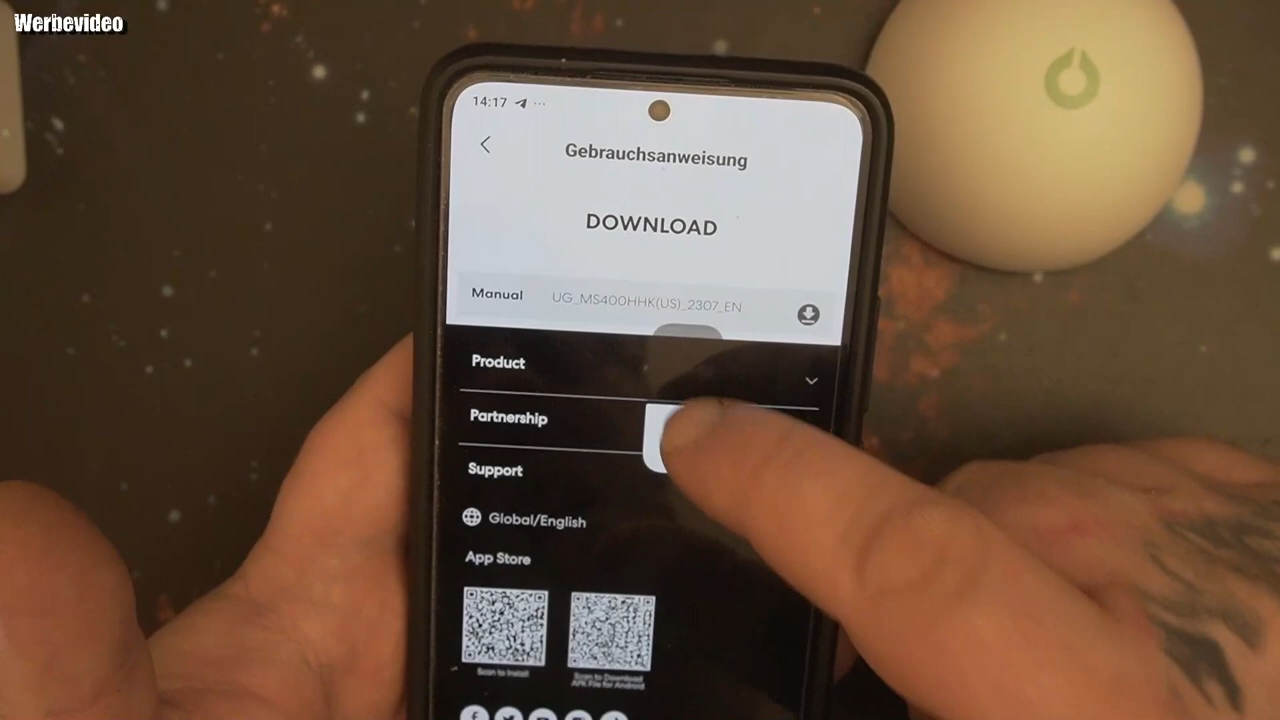 Werbevideo
14:17
Gebrauchsanweisung
DOWNLOAD
Manual UG_MS400HHK(US)_2307_EN
Product
Partnership
Support
Global/English
App Store
Scan to Install
Scan to Download
APK File for Android